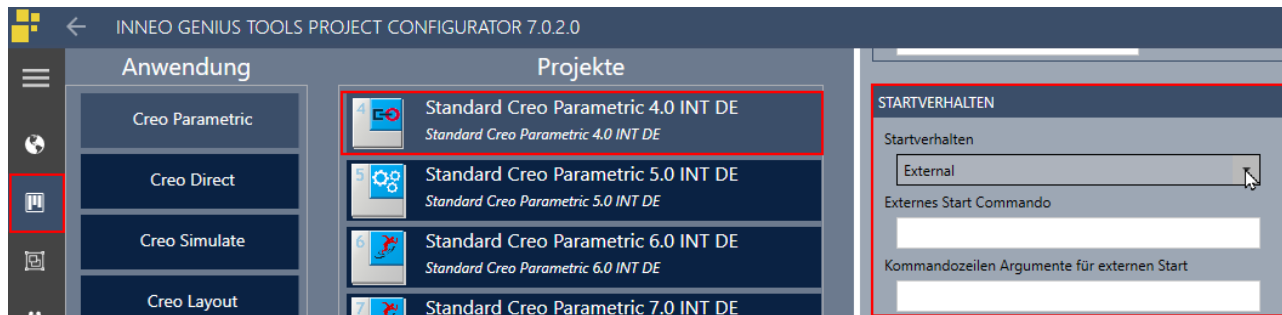 INNEO GENIUS TOOLS PROJECT CONFIGURATOR 7.0.2.0
Anwendung
Creo Parametric
Creo Direct
Creo Simulate
Creo Layout
Projekte
4
Standard Creo Parametric 4.0 INT DE
Standard Creo Parametric 4.0 INT DE
5
Standard Creo Parametric 5.0 INT DE
Standard Creo Parametric 5.0 INT DE
6
Standard Creo Parametric 6.0 INT DE
Standard Creo Parametric 6.0 INT DE
7
Standard Creo Parametric 7.0 INT DE
STARTVERHALTEN
Startverhalten
External
Externes Start Commando
Kommandozeilen Argumente für externen Start